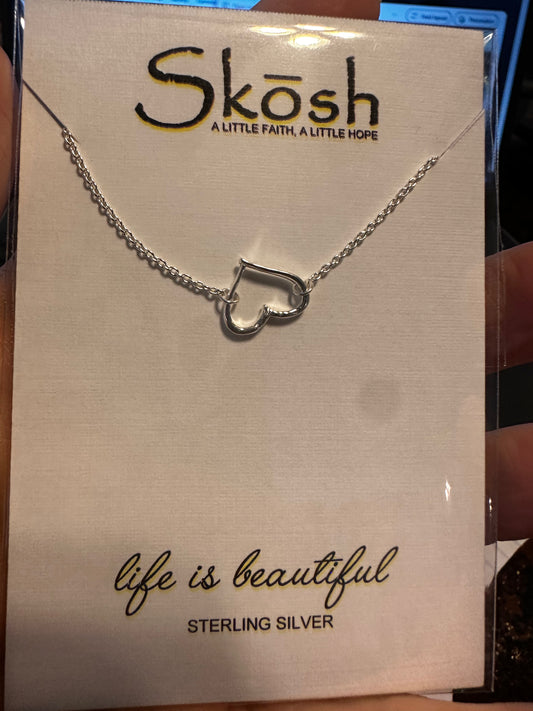 Skōsh
A LITTLE FAITH, A LITTLE HOPE
life is beautiful
STERLING SILVER